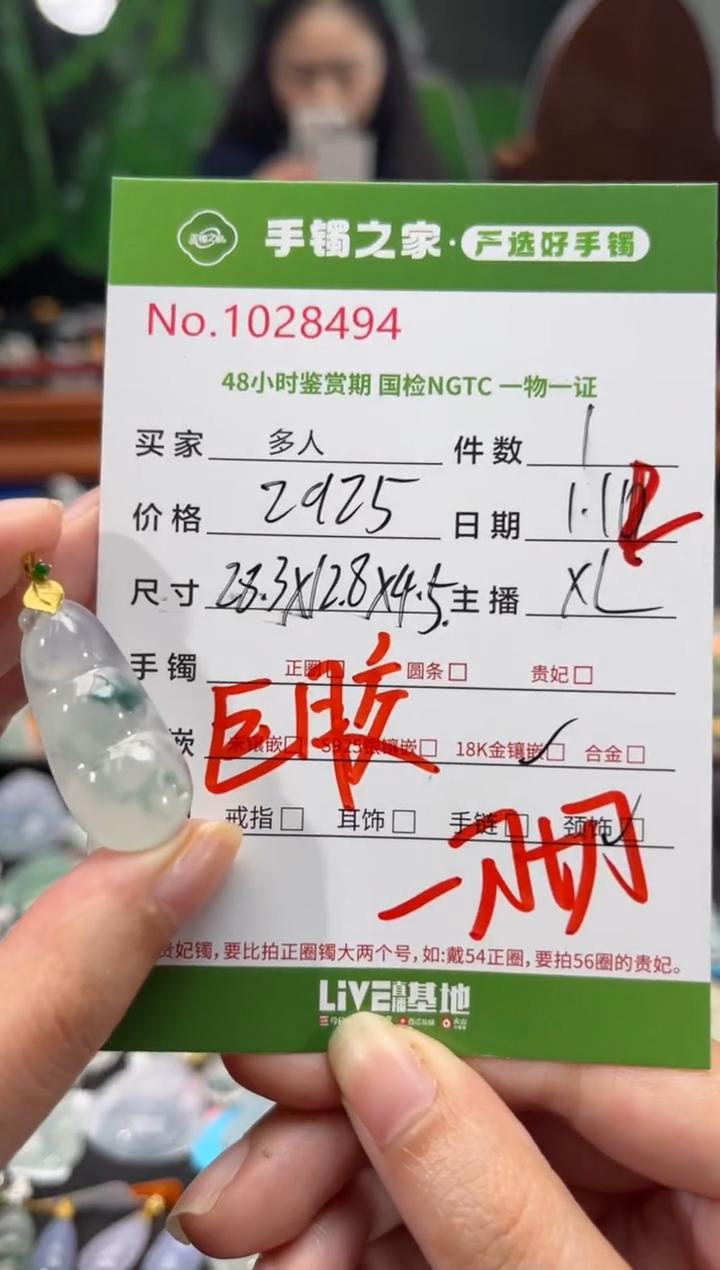 手镯之家·严选好手镯
No.1028494
48小时鉴赏期 国检NGTC 一物一证
买家 多人 件数 1
价格 2925 日期 1.11
尺寸 28.3X12.8X4.5. 主播 XL
手镯 正圈□ 圆条□ 贵妃□
嵌 未镶嵌□ S925银镶嵌□ 18K金镶嵌☑ 合金□
巨胶
戒指□ 耳饰□ 手链□ 颈饰☑
一切
贵妃镯,要比拍正圈镯大两个号,如:戴54正圈,要拍56圈的贵妃。
LiVE直播基地